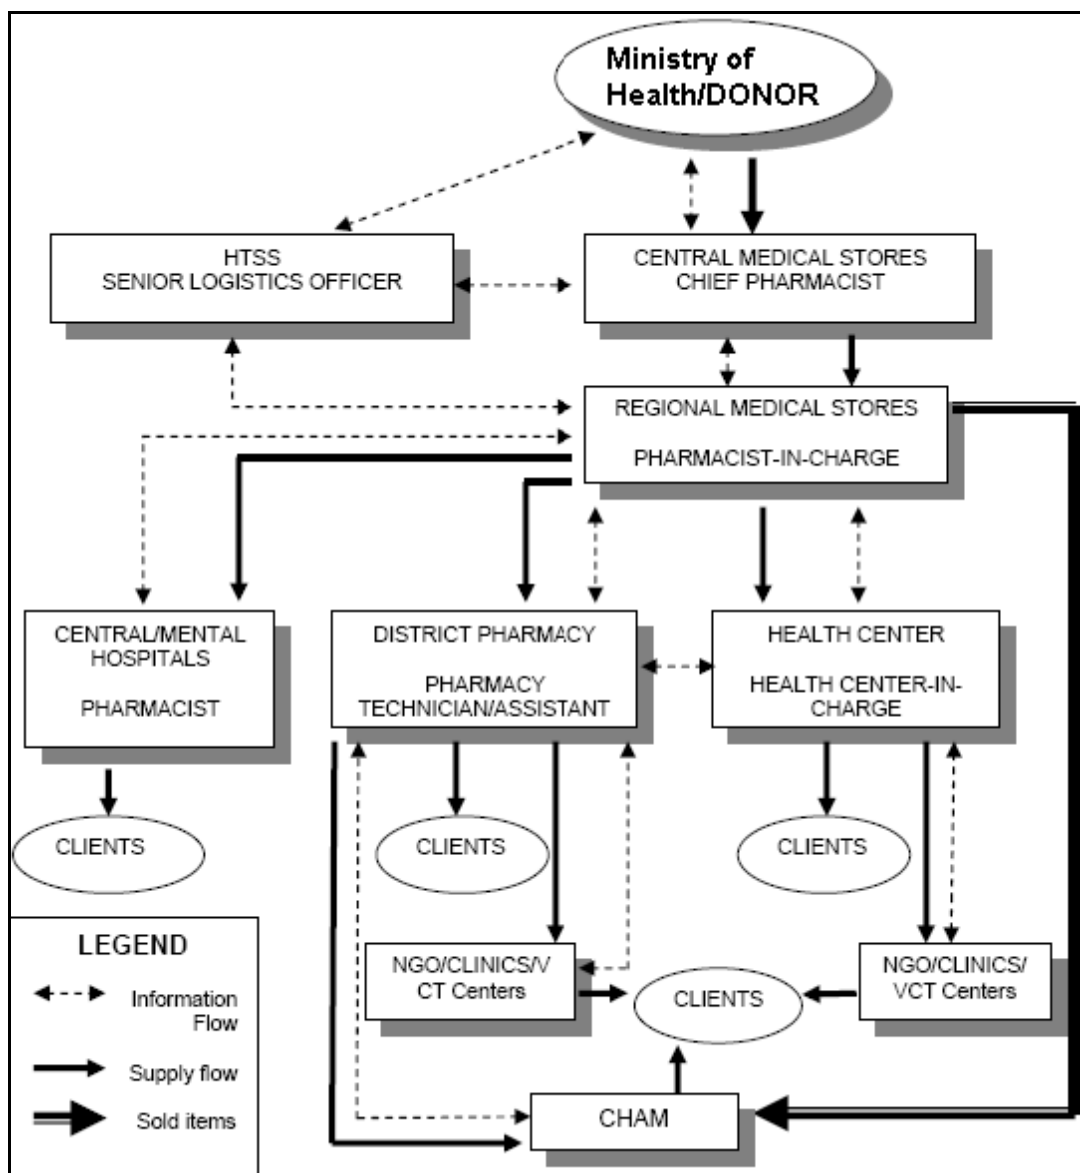 Ministry of
Health/DONOR
HTSS
SENIOR LOGISTICS OFFICER
CENTRAL MEDICAL STORES
CHIEF PHARMACIST
REGIONAL MEDICAL STORES
PHARMACIST-IN-CHARGE
CENTRAL/MENTAL
HOSPITALS
PHARMACIST
DISTRICT PHARMACY
PHARMACY
TECHNICIAN/ASSISTANT
HEALTH CENTER
HEALTH CENTER-IN-
CHARGE
CLIENTS
CLIENTS
CLIENTS
NGO/CLINICS/V
CT Centers
CLIENTS
NGO/CLINICS/
VCT Centers
CHAM
LEGEND
Information
Flow
Supply flow
Sold items